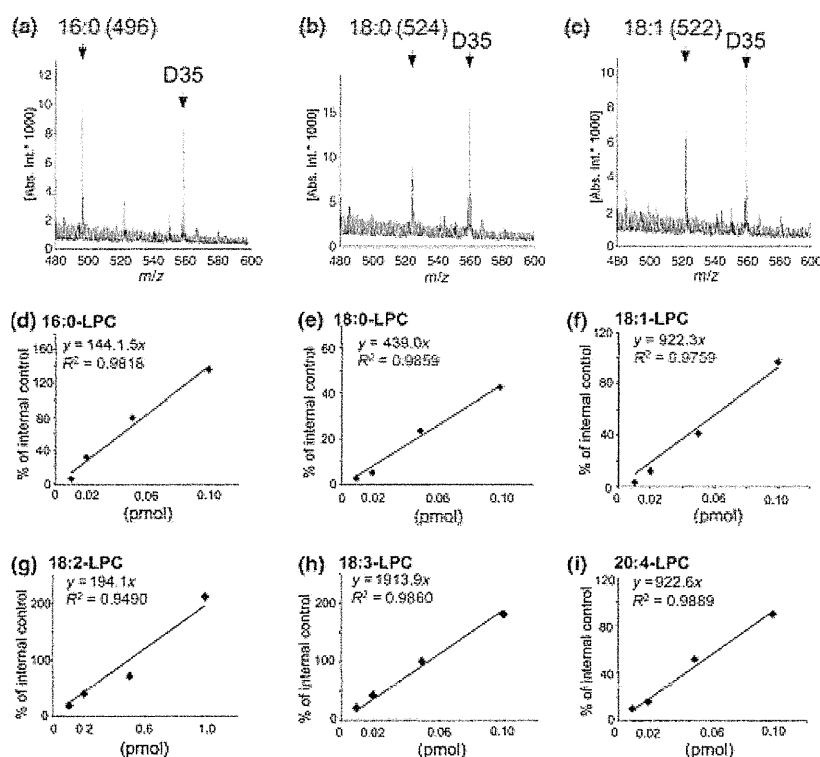 (a) 16:0 (496)
D35
[Abs. Int.* 1000]
12
10
8
6
4
2
0
480 500 520 540 560 580 600
m/z
(b) 18:0 (524)
D35
[Abs. Int.* 1000]
15
10
5
0
480 500 520 540 560 580 600
m/z
(c) 18:1 (522)
D35
[Abs. Int.* 1000]
10
8
6
4
2
0
480 500 520 540 560 580 600
m/z
(d) 16:0-LPC
y = 144.1.5x
R² = 0.9818
% of internal control
160
120
80
40
0
0 0.02 0.06 0.10
(pmol)
(e) 18:0-LPC
y = 439.0x
R² = 0.9859
% of internal control
60
40
20
0
0 0.02 0.06 0.10
(pmol)
(f) 18:1-LPC
y = 922.3x
R² = 0.9759
% of internal control
120
80
40
0
0 0.02 0.06 0.10
(pmol)
(g) 18:2-LPC
y = 194.1x
R² = 0.9490
% of internal control
200
100
0
0 0.2 0.6 1.0
(pmol)
(h) 18:3-LPC
y = 1913.9x
R² = 0.9860
% of internal control
200
100
0
0 0.02 0.06 0.10
(pmol)
(i) 20:4-LPC
y = 922.6x
R² = 0.9889
% of internal control
120
80
40
0
0 0.02 0.06 0.10
(pmol)